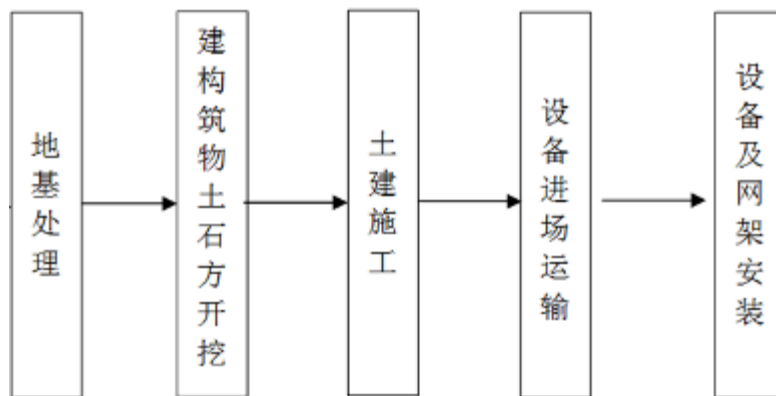 地基处理
建构筑物土石方开挖
土建施工
设备进场运输
设备及网架安装